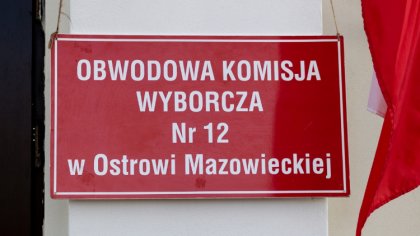 OBWODOWA KOMISJA
WYBORCZA
Nr 12
w Ostrowi Mazowieckiej